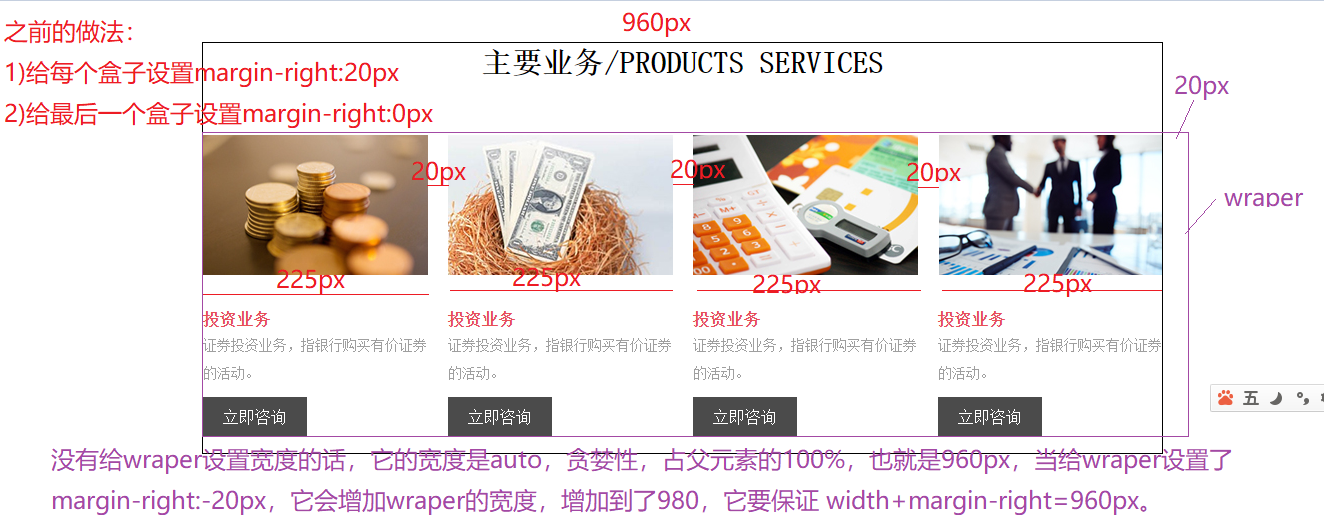 960px
之前的做法：
1)给每个盒子设置margin-right:20px
2)给最后一个盒子设置margin-right:0px
主要业务/PRODUCTS SERVICES
20px
20px
20px
20px
wraper
225px
225px
225px
225px
投资业务
证券投资业务，指银行购买有价证券
的活动。
立即咨询
投资业务
证券投资业务，指银行购买有价证券
的活动。
立即咨询
投资业务
证券投资业务，指银行购买有价证券
的活动。
立即咨询
投资业务
证券投资业务，指银行购买有价证券
的活动。
立即咨询
五
没有给wraper设置宽度的话，它的宽度是auto，贪婪性，占父元素的100%，也就是960px，当给wraper设置了
margin-right:-20px，它会增加wraper的宽度，增加到了980，它要保证 width+margin-right=960px。